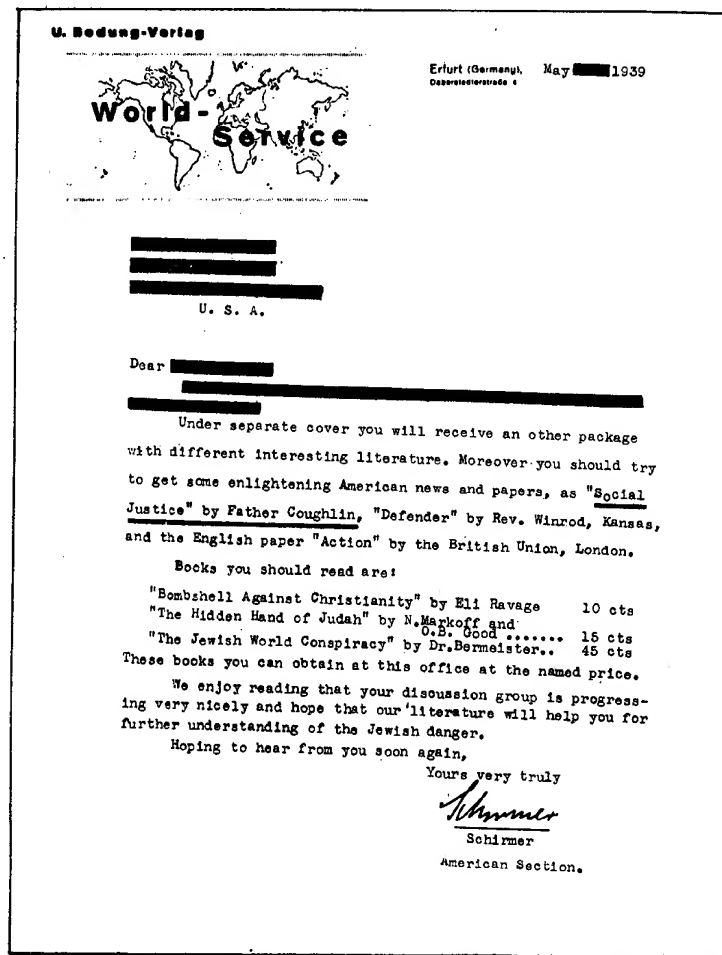 U. Bodung-Verlag
World-
Service
Erfurt (Germany), May 1939
Daberstedterstraße 4
U. S. A.
Dear
Under separate cover you will receive an other package
with different interesting literature. Moreover you should try
to get some enlightening American news and papers, as "Social
Justice" by Father Coughlin, "Defender" by Rev. Winrod, Kansas,
and the English paper "Action" by the British Union, London.
Books you should read are:
"Bombshell Against Christianity" by Eli Ravage 10 cts
"The Hidden Hand of Judah" by N.Markoff and
O.B. Good ....... 15 cts
"The Jewish World Conspiracy" by Dr.Bermeister.. 45 cts
These books you can obtain at this office at the named price.
We enjoy reading that your discussion group is progress-
ing very nicely and hope that our literature will help you for
further understanding of the Jewish danger.
Hoping to hear from you soon again,
Yours very truly
Schirmer
Schirmer
American Section.